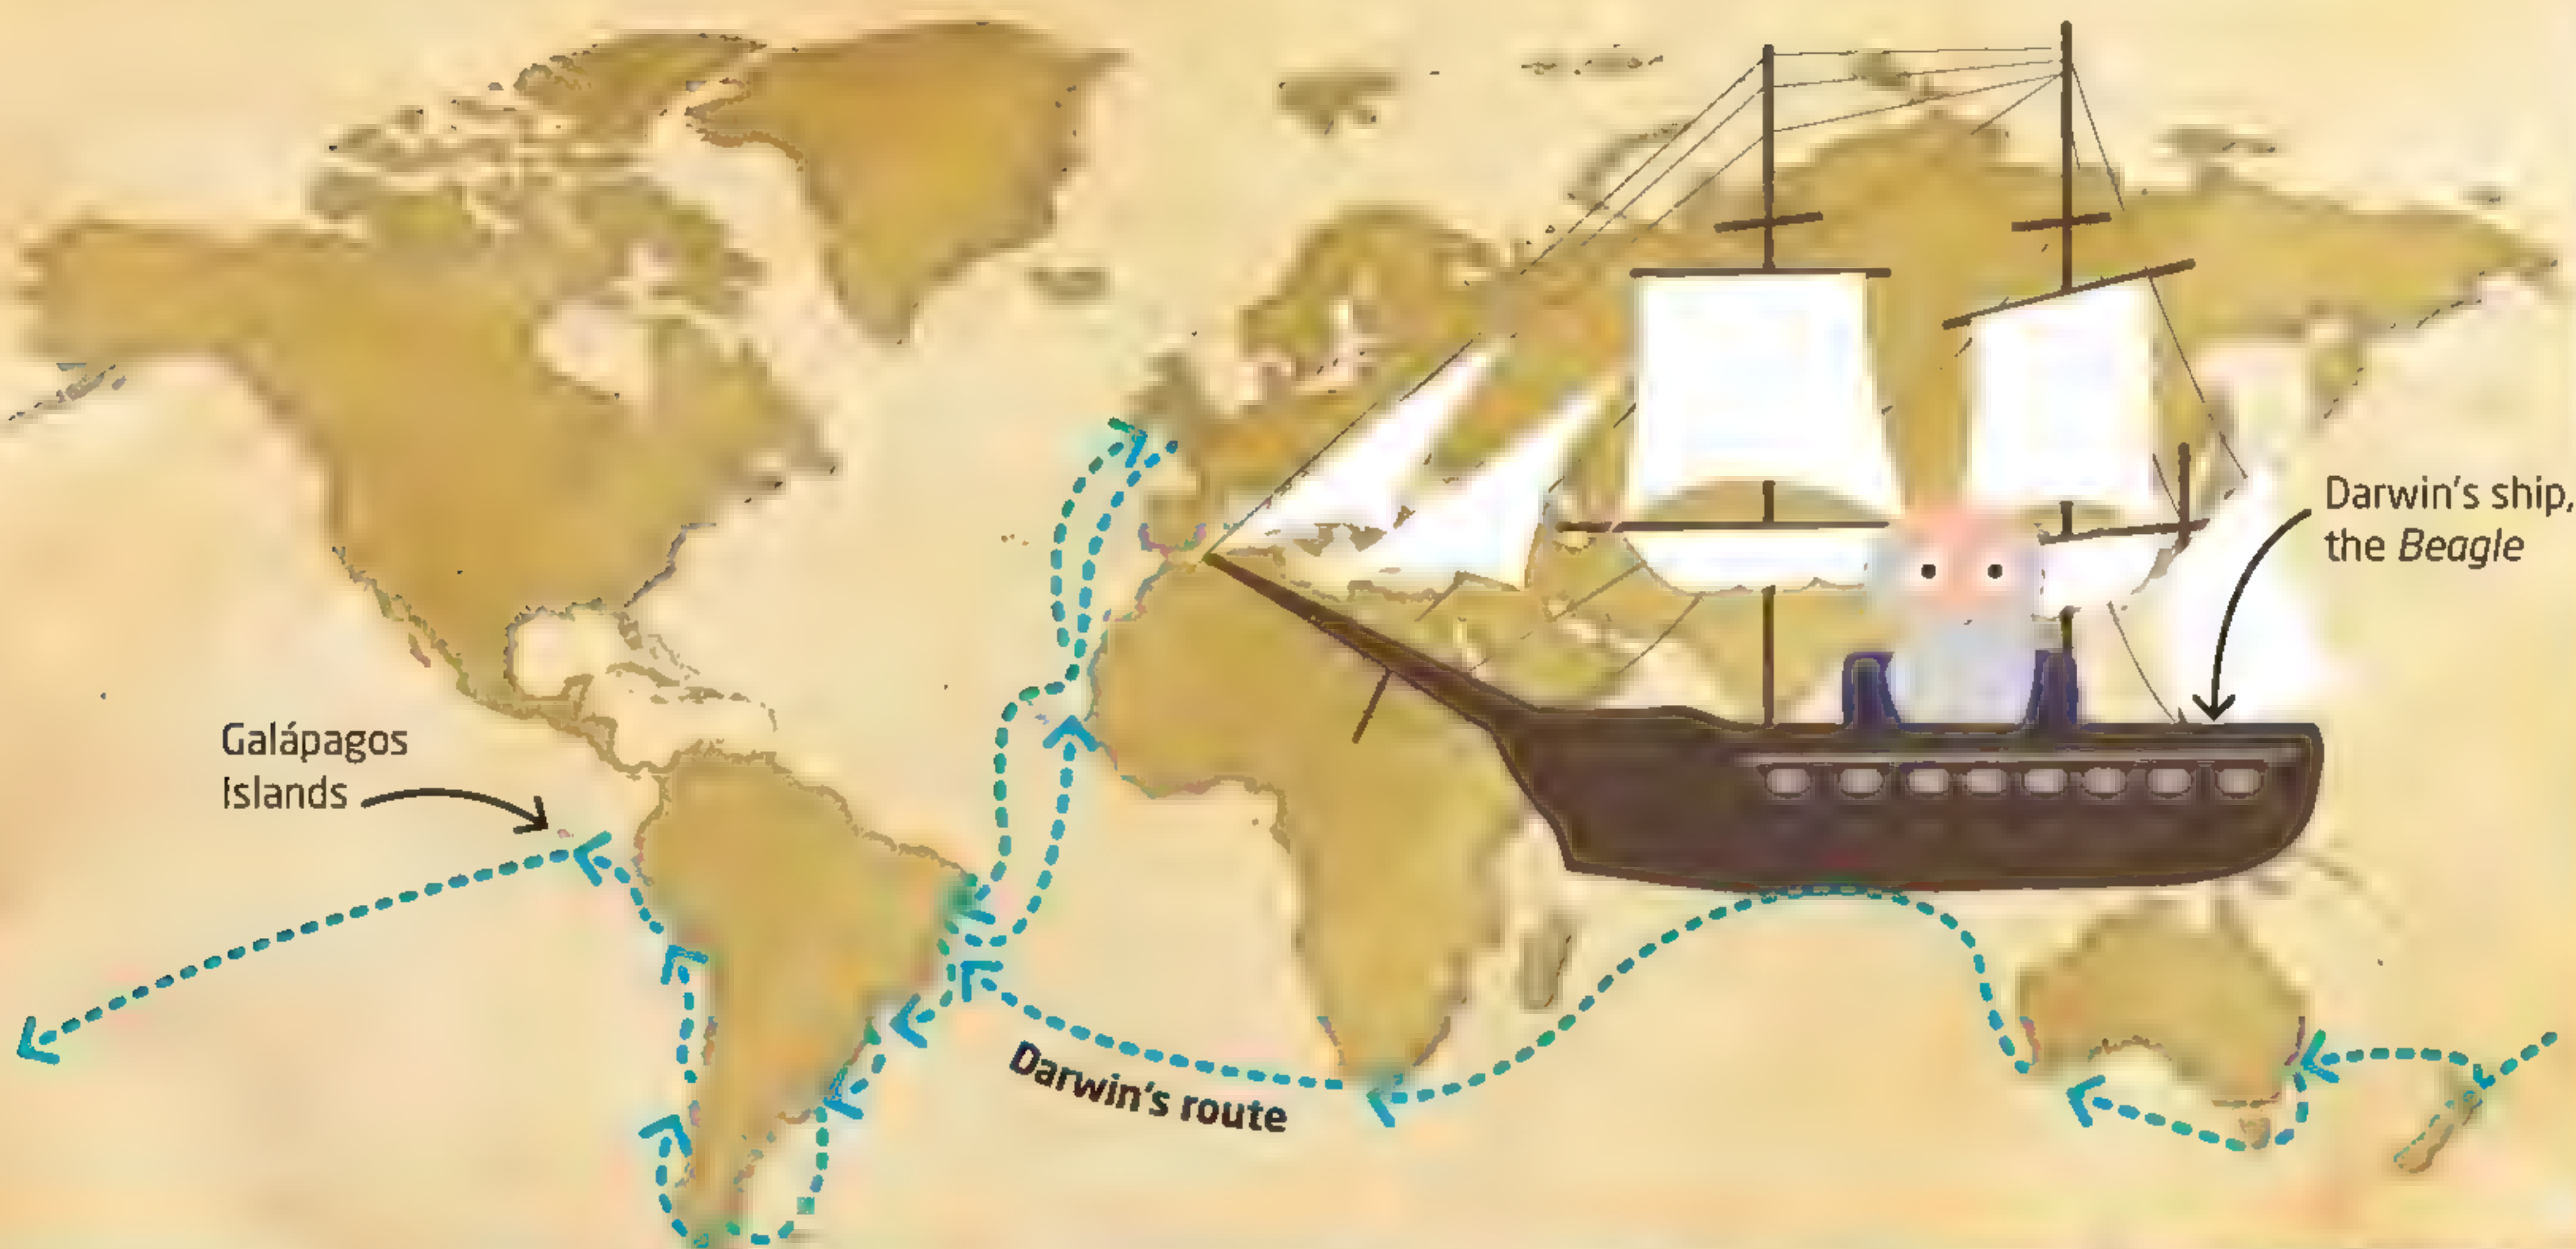 Galápagos
Islands
Darwin's ship,
the Beagle
Darwin's route